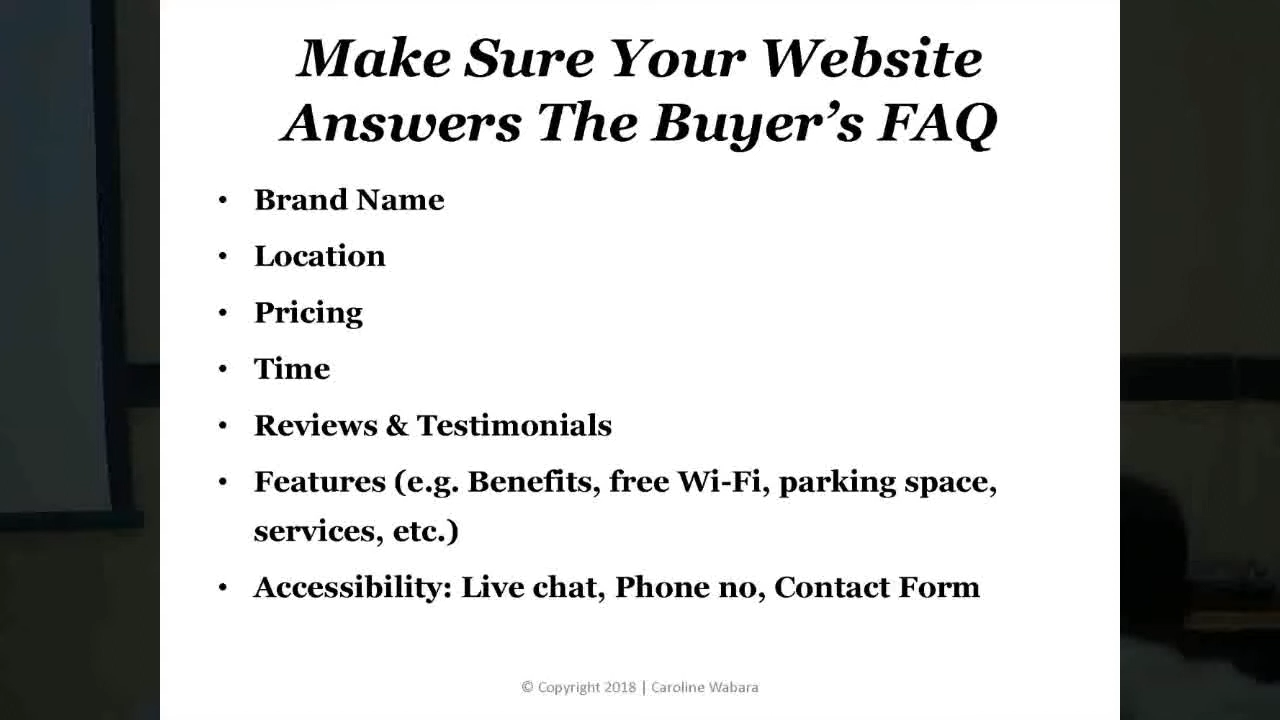 Make Sure Your Website
Answers The Buyer’s FAQ
• Brand Name
• Location
• Pricing
• Time
• Reviews & Testimonials
• Features (e.g. Benefits, free Wi-Fi, parking space,
services, etc.)
• Accessibility: Live chat, Phone no, Contact Form
© Copyright 2018 | Caroline Wabara